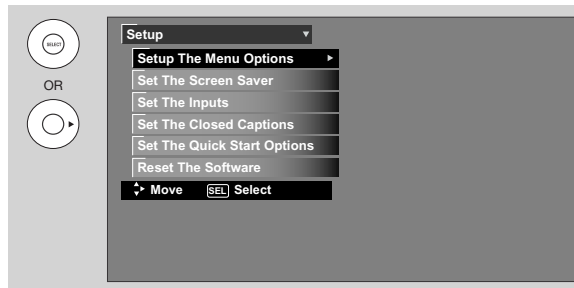 Setup
SELECT
Setup The Menu Options
OR
Set The Screen Saver
Set The Inputs
Set The Closed Captions
Set The Quick Start Options
Reset The Software
Move SEL Select